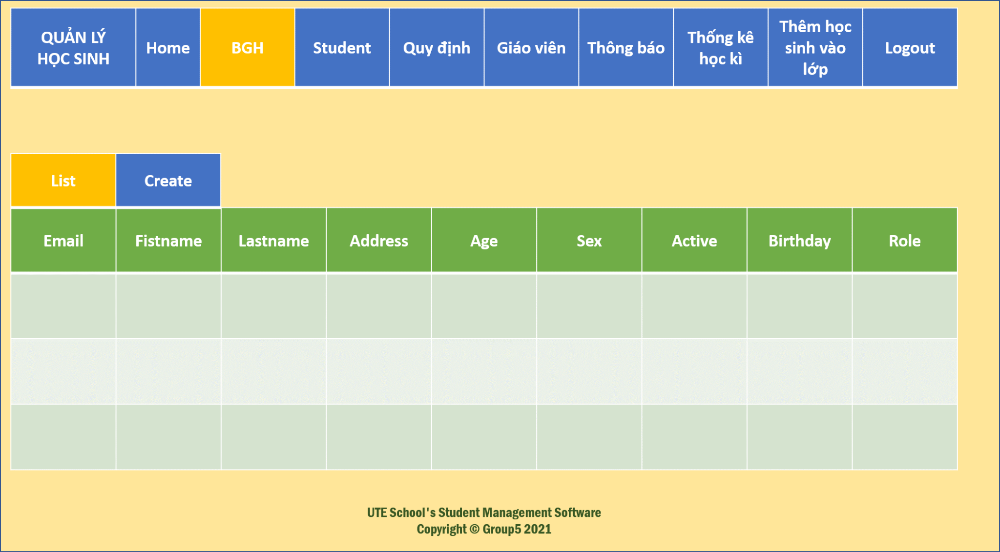 QUẢN LÝ
HỌC SINH
Home
BGH
Student
Quy định
Giáo viên
Thông báo
Thống kê
học kì
Thêm học
sinh vào
lớp
Logout
List
Create
Email
Fistname
Lastname
Address
Age
Sex
Active
Birthday
Role
UTE School's Student Management Software
Copyright © Group5 2021